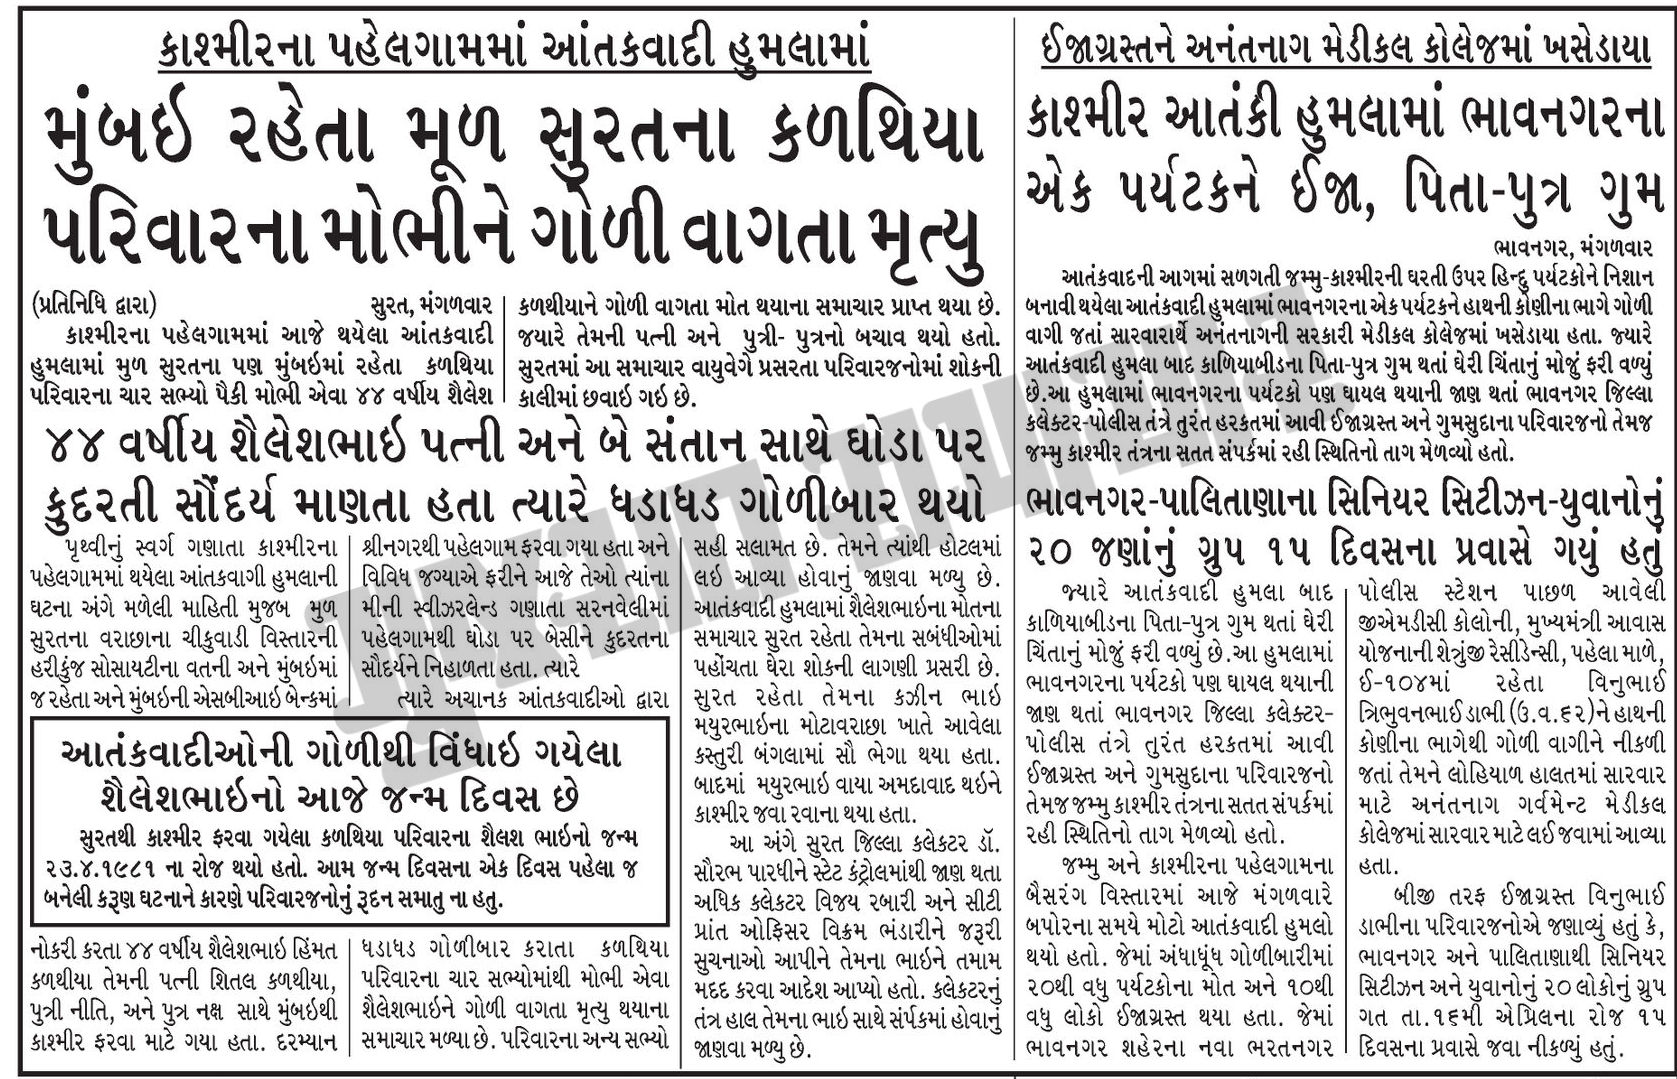 કાશ્મીરના પહેલગામમાં આંતકવાદી હુમલામાં
મુંબઇ રહેતા મૂળ સુરતના કળથિયા
પરિવારના મોભીને ગોળી વાગતા મૃત્યુ
(પ્રતિનિધિ દ્વારા) સુરત, મંગળવાર
કાશ્મીરના પહેલગામમાં આજે થયેલા આંતકવાદી
હુમલામાં મુળ સુરતના પણ મુંબઇમાં રહેતા કળથિયા
પરિવારના ચાર સભ્યો પૈકી મોભી એવા ૪૪ વર્ષીય શૈલેશ
કળથીયાને ગોળી વાગતા મોત થયાના સમાચાર પ્રાપ્ત થયા છે.
જયારે તેમની પત્ની અને પુત્રી- પુત્રનો બચાવ થયો હતો.
સુરતમાં આ સમાચાર વાયુવેગે પ્રસરતા પરિવારજનોમાં શોકની
કાલીમાં છવાઇ ગઇ છે.
૪૪ વર્ષીય શૈલેશભાઇ પત્ની અને બે સંતાન સાથે ઘોડા પર
કુદરતી સૌંદર્ય માણતા હતા ત્યારે ધડાધડ ગોળીબાર થયો
પૃથ્વીનું સ્વર્ગ ગણાતા કાશ્મીરના
પહેલગામમાં થયેલા આંતકવાગી હુમલાની
ઘટના અંગે મળેલી માહિતી મુજબ મુળ
સુરતના વરાછાના ચીકુવાડી વિસ્તારની
હરીકુંજ સોસાયટીના વતની અને મુંબઇમાં
જ રહેતા અને મુંબઇની એસબીઆઇ બેન્કમાં
આતંકવાદીઓની ગોળીથી વિંધાઇ ગયેલા
શૈલેશભાઇનો આજે જન્મ દિવસ છે
સુરતથી કાશ્મીર ફરવા ગયેલા કળથિયા પરિવારના શૈલશ ભાઇનો જન્મ
૨૩.૪.૧૯૮૧ ના રોજ થયો હતો. આમ જન્મ દિવસના એક દિવસ પહેલા જ
બનેલી કરૂણ ઘટનાને કારણે પરિવારજનોનું રૂદન સમાતુ ના હતુ.
નોકરી કરતા ૪૪ વર્ષીય શૈલેશભાઇ હિંમત
કળથીયા તેમની પત્ની શિતલ કળથીયા,
પુત્રી નીતિ, અને પુત્ર નક્ષ સાથે મુંબઇથી
કાશ્મીર ફરવા માટે ગયા હતા. દરમ્યાન
શ્રીનગરથી પહેલગામ ફરવા ગયા હતા અને
વિવિધ જગ્યાએ ફરીને આજે તેઓ ત્યાંના
મીની સ્વીઝરલેન્ડ ગણાતા સરનવેલીમાં
પહેલગામથી ઘોડા પર બેસીને કુદરતના
સૌદર્યને નિહાળતા હતા. ત્યારે
ત્યારે અચાનક આંતકવાદીઓ દ્વારા
ધડાધડ ગોળીબાર કરાતા કળથિયા
પરિવારના ચાર સભ્યોમાંથી મોભી એવા
શૈલેશભાઇને ગોળી વાગતા મૃત્યુ થયાના
સમાચાર મળ્યા છે. પરિવારના અન્ય સભ્યો
સહી સલામત છે. તેમને ત્યાંથી હોટલમાં
લઇ આવ્યા હોવાનું જાણવા મળ્યુ છે.
આતંકવાદી હુમલામાં શૈલેશભાઇના મોતના
સમાચાર સુરત રહેતા તેમના સબંધીઓમાં
પહોંચતા ઘેરા શોકની લાગણી પ્રસરી છે.
સુરત રહેતા તેમના કઝીન ભાઇ
મયુરભાઇના મોટાવરાછા ખાતે આવેલા
કસ્તુરી બંગલામાં સૌ ભેગા થયા હતા.
બાદમાં મયુરભાઇ વાયા અમદાવાદ થઇને
કાશ્મીર જવા રવાના થયા હતા.
આ અંગે સુરત જિલ્લા કલેકટર ડૉ.
સૌરભ પારધીને સ્ટેટ કંટ્રોલમાંથી જાણ થતા
અધિક કલેકટર વિજય રબારી અને સીટી
પ્રાંત ઓફિસર વિક્રમ ભંડારીને જરૂરી
સુચનાઓ આપીને તેમના ભાઇને તમામ
મદદ કરવા આદેશ આપ્યો હતો. કલેકટરનું
તંત્ર હાલ તેમના ભાઇ સાથે સંર્પકમાં હોવાનું
જાણવા મળ્યુ છે.
ઈજાગ્રસ્તને અનંતનાગ મેડીકલ કોલેજમાં ખસેડાયા
કાશ્મીર આતંકી હુમલામાં ભાવનગરના
એક પર્યટકને ઈજા, પિતા-પુત્ર ગુમ
ભાવનગર, મંગળવાર
આતંકવાદની આગમાં સળગતી જમ્મુ-કાશ્મીરની ધરતી ઉપર હિન્દુ પર્યટકોને નિશાન
બનાવી થયેલા આતંકવાદી હુમલામાં ભાવનગરના એક પર્યટકને હાથની કોણીના ભાગે ગોળી
વાગી જતાં સારવારાર્થે અનંતનાગની સરકારી મેડીકલ કોલેજમાં ખસેડાયા હતા. જ્યારે
આતંકવાદી હુમલા બાદ કાળિયાબીડના પિતા-પુત્ર ગુમ થતાં ઘેરી ચિંતાનું મોજું ફરી વળ્યું
છે.આ હુમલામાં ભાવનગરના પર્યટકો પણ ઘાયલ થયાની જાણ થતાં ભાવનગર જિલ્લા
કલેક્ટર-પોલીસ તંત્રે તુરંત હરકતમાં આવી ઈજાગ્રસ્ત અને ગુમસુદાના પરિવારજનો તેમજ
જમ્મુ કાશ્મીર તંત્રના સતત સંપર્કમાં રહી સ્થિતિનો તાગ મેળવ્યો હતો.
ભાવનગર-પાલિતાણાના સિનિયર સિટીઝન-યુવાનોનું
૨૦ જણાંનું ગ્રુપ ૧૫ દિવસના પ્રવાસે ગયું હતું
જ્યારે આતંકવાદી હુમલા બાદ
કાળિયાબીડના પિતા-પુત્ર ગુમ થતાં ઘેરી
ચિંતાનું મોજું ફરી વળ્યું છે.આ હુમલામાં
ભાવનગરના પર્યટકો પણ ઘાયલ થયાની
જાણ થતાં ભાવનગર જિલ્લા કલેક્ટર-
પોલીસ તંત્રે તુરંત હરકતમાં આવી
ઈજાગ્રસ્ત અને ગુમસુદાના પરિવારજનો
તેમજ જમ્મુ કાશ્મીર તંત્રના સતત સંપર્કમાં
રહી સ્થિતિનો તાગ મેળવ્યો હતો.
જમ્મુ અને કાશ્મીરના પહેલગામના
બૈસરંગ વિસ્તારમાં આજે મંગળવારે
બપોરના સમયે મોટો આતંકવાદી હુમલો
થયો હતો. જેમાં અંધાધૂંધ ગોળીબારીમાં
૨૦થી વધુ પર્યટકોના મોત અને ૧૦થી
વધુ લોકો ઈજાગ્રસ્ત થયા હતા. જેમાં
ભાવનગર શહેરના નવા ભરતનગર
પોલીસ સ્ટેશન પાછળ આવેલી
જીએમડીસી કોલોની, મુખ્યમંત્રી આવાસ
યોજનાની શેત્રુંજી રેસીડેન્સી, પહેલા માળે,
ઈ-૧૦૪માં રહેતા વિનુભાઈ
ત્રિભુવનભાઈ ડાભી (ઉ.વ.૬૨)ને હાથની
કોણીના ભાગેથી ગોળી વાગીને નીકળી
જતાં તેમને લોહિયાળ હાલતમાં સારવાર
માટે અનંતનાગ ગર્વમેન્ટ મેડીકલ
કોલેજમાં સારવાર માટે લઈ જવામાં આવ્યા
હતા.
બીજી તરફ ઈજાગ્રસ્ત વિનુભાઈ
ડાભીના પરિવારજનોએ જણાવ્યું હતું કે,
ભાવનગર અને પાલિતાણાથી સિનિયર
સિટીઝન અને યુવાનોનું ૨૦ લોકોનું ગ્રુપ
ગત તા.૧૬મી એપ્રિલના રોજ ૧૫
દિવસના પ્રવાસે જવા નીકળ્યું હતું.
ગુજરાત સમાચાર